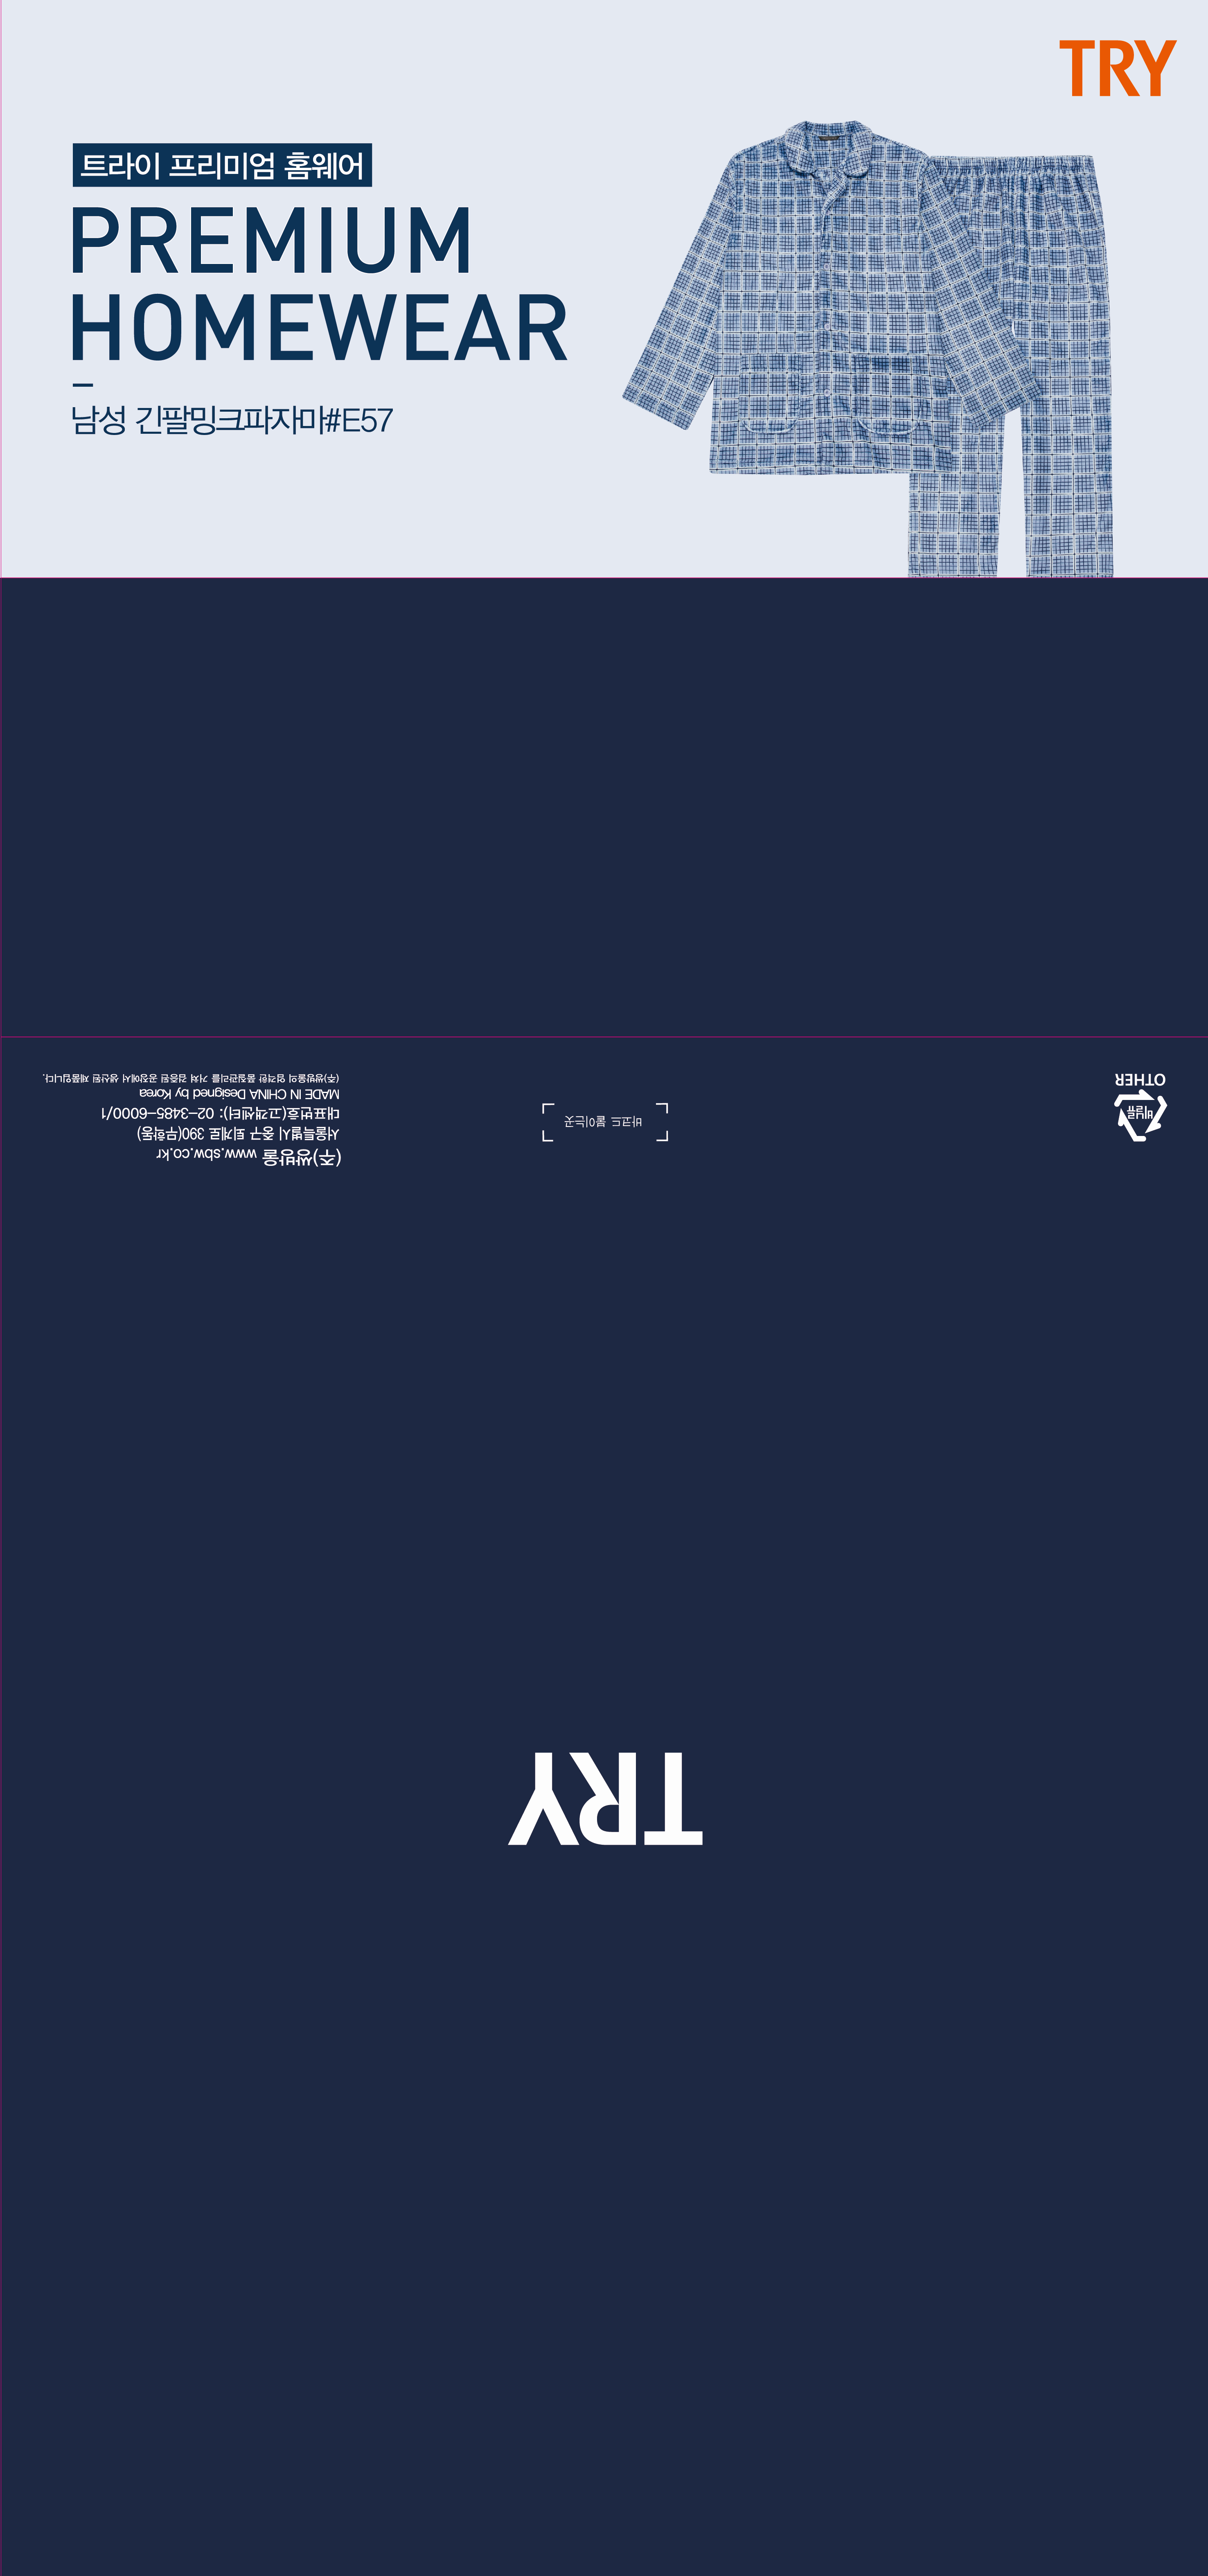 TRY
트라이 프리미엄 홈웨어
PREMIUM
HOMEWEAR
남성 긴팔밍크파자마#E57
TRY
(주)쌍방울 www.sbw.co.kr
서울특별시 중구 퇴계로 390(무학동)
대표번호(고객센터): 02-3485-6000/1
MADE IN CHINA Designed by Korea
(주)쌍방울의 엄격한 품질관리를 거쳐 검증된 공장에서 생산된 제품입니다.
바코드 붙이는곳
비닐류
OTHER